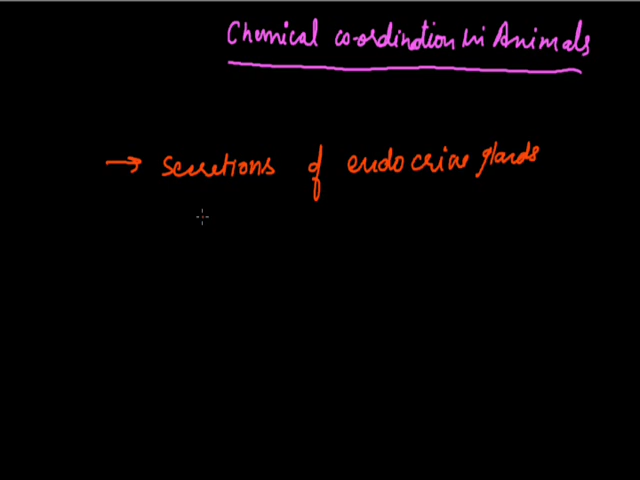 Chemical co-ordination in Animals
→ Secretions of endocrine glands